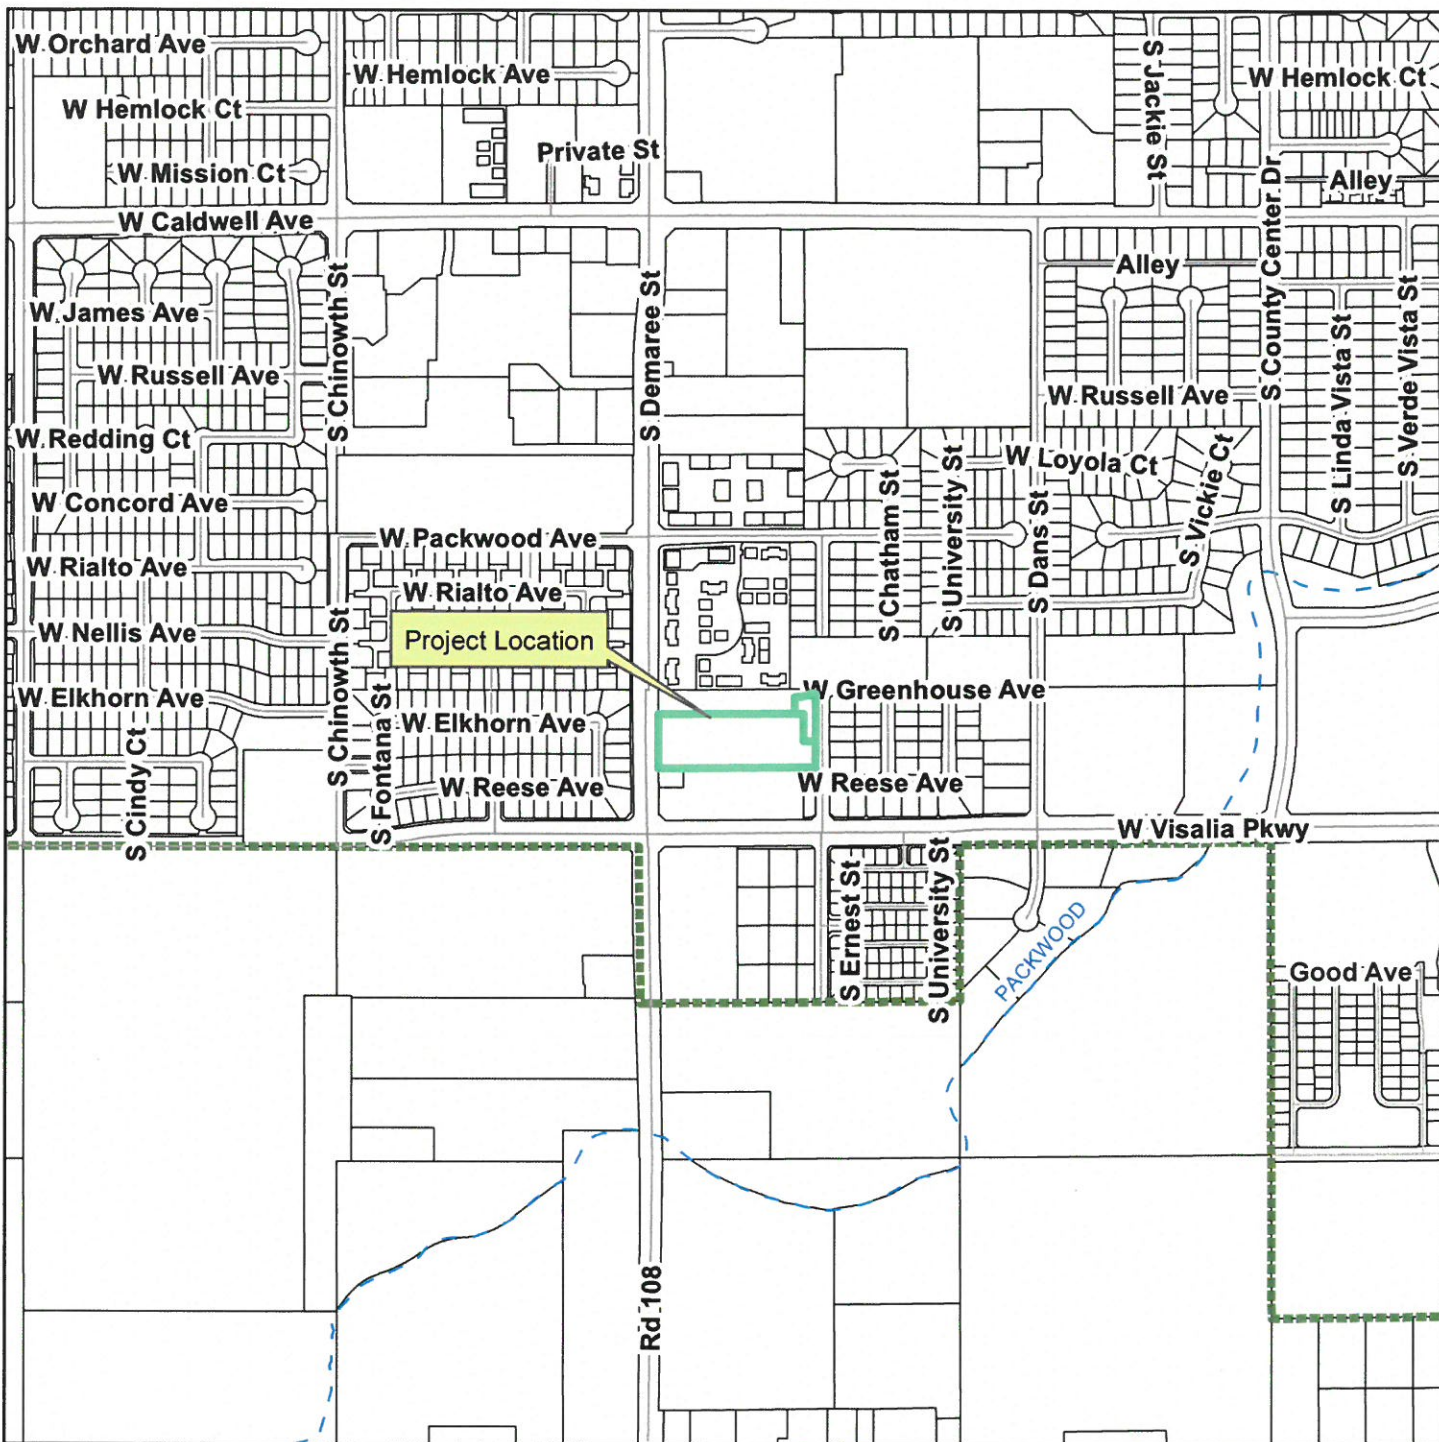 W Orchard Ave
W Hemlock Ave
S Jackie St
W Hemlock Ct
W Hemlock Ct
Private St
W Mission Ct
Alley
W Caldwell Ave
S County Center Dr
Alley
W James Ave
S Chinowth St
S Demaree St
S Linda Vista St
S Verde Vista St
W Russell Ave
W Russell Ave
W Redding Ct
W Loyola Ct
S Vickie Ct
W Concord Ave
S Chatham St
S University St
S Dans St
W Packwood Ave
W Rialto Ave
W Rialto Ave
W Nellis Ave
S Chinowth St
Project Location
W Elkhorn Ave
W Greenhouse Ave
S Fontana St
W Elkhorn Ave
S Cindy Ct
W Reese Ave
W Reese Ave
W Visalia Pkwy
S Ernest St
S University St
PACKWOOD
Good Ave
Rd 108